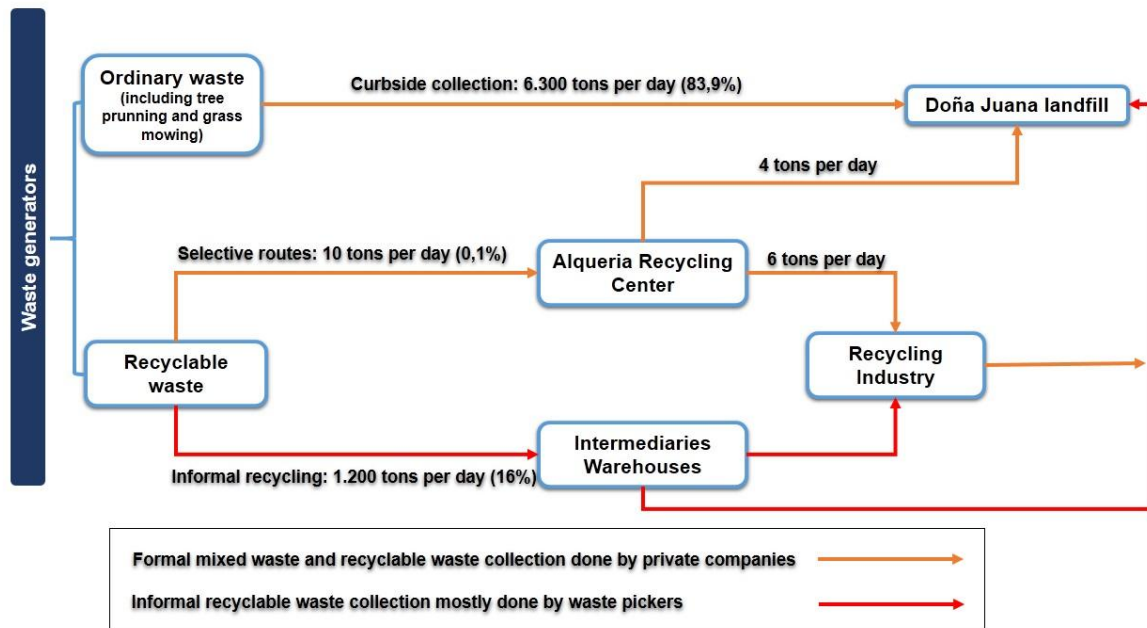 Waste generators
Ordinary waste
(including tree
prunning and grass
mowing)
Curbside collection: 6.300 tons per day (83,9%)
Doña Juana landfill
4 tons per day
Selective routes: 10 tons per day (0,1%)
Alqueria Recycling
Center
6 tons per day
Recyclable
waste
Recycling
Industry
Informal recycling: 1.200 tons per day (16%)
Intermediaries
Warehouses
Formal mixed waste and recyclable waste collection done by private companies
Informal recyclable waste collection mostly done by waste pickers